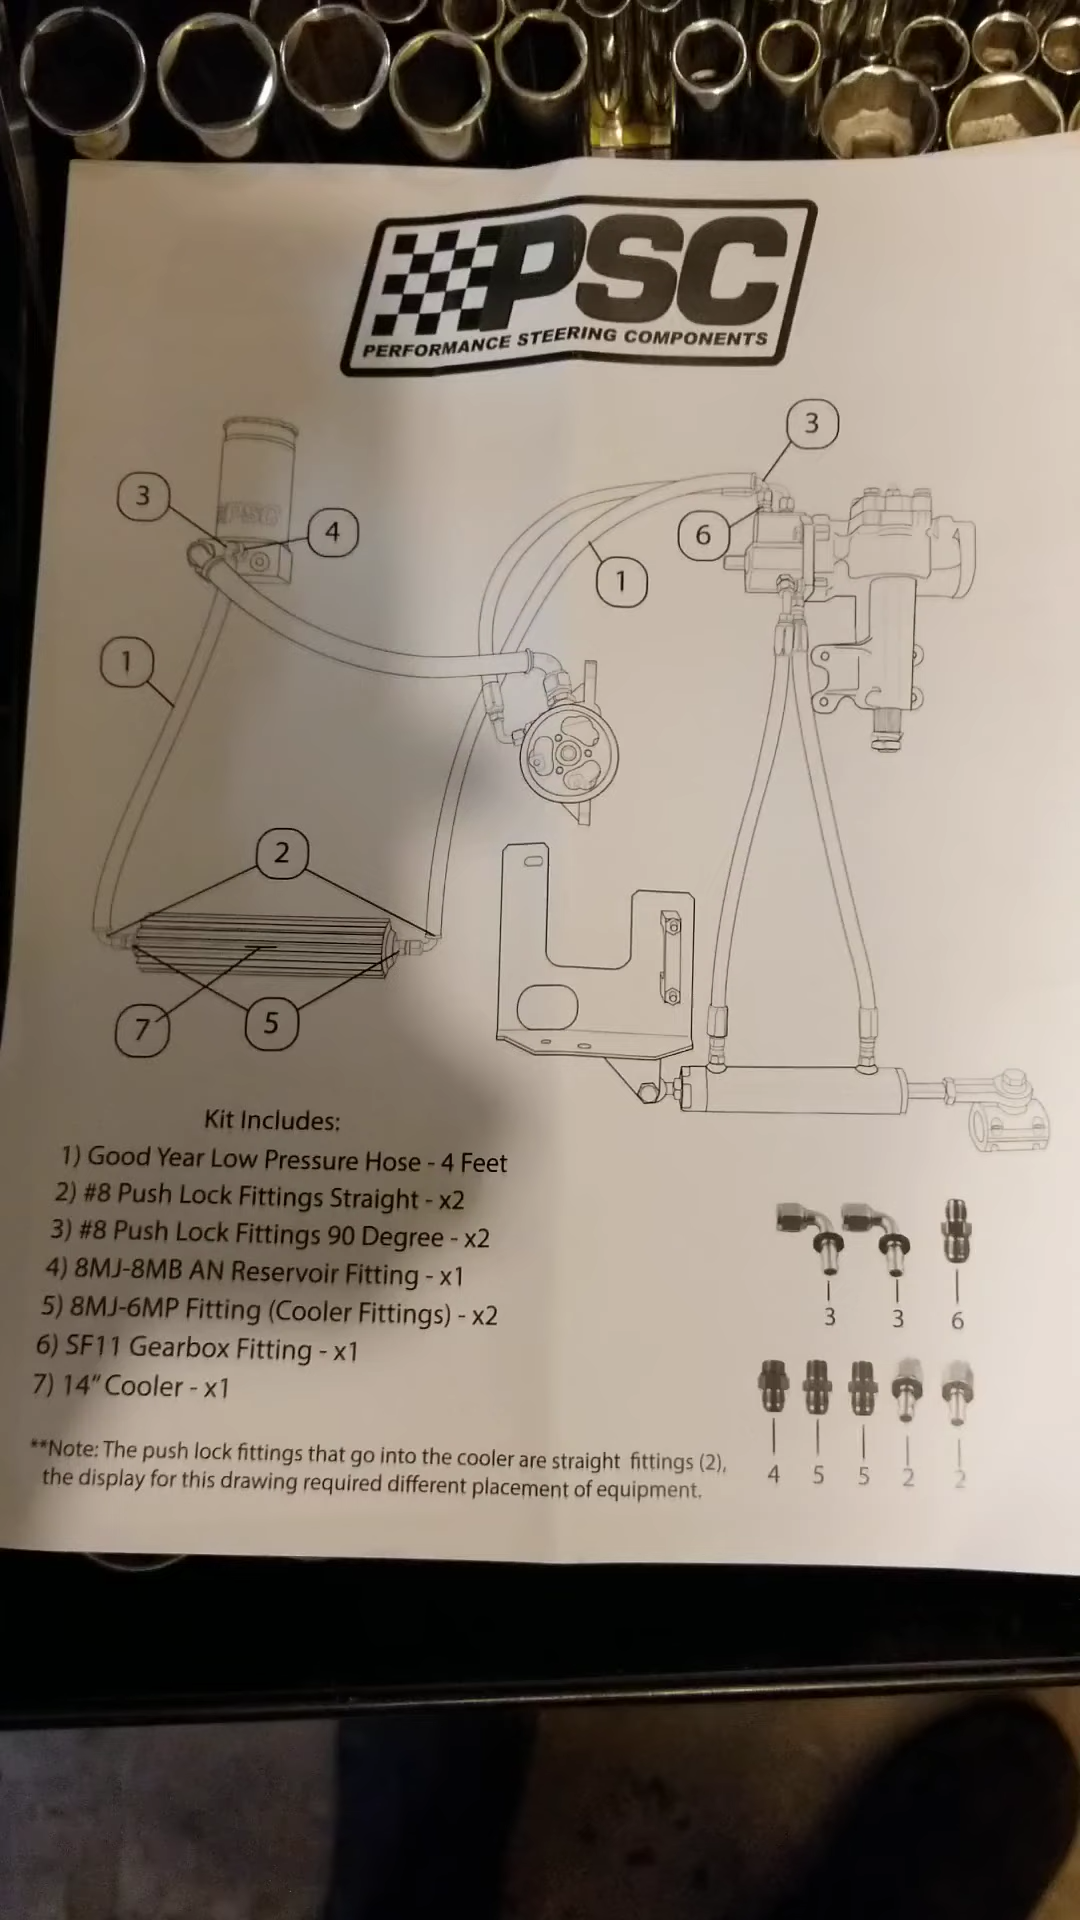 PSC
PERFORMANCE STEERING COMPONENTS
3
3
PSC
4
6
1
1
2
7
5
Kit Includes:
1) Good Year Low Pressure Hose - 4 Feet
2) #8 Push Lock Fittings Straight - x2
3) #8 Push Lock Fittings 90 Degree - x2
4) 8MJ-8MB AN Reservoir Fitting - x1
5) 8MJ-6MP Fitting (Cooler Fittings) - x2
6) SF11 Gearbox Fitting - x1
7) 14" Cooler - x1
3 3 6
4 5 5 2 2
**Note: The push lock fittings that go into the cooler are straight fittings (2),
the display for this drawing required different placement of equipment.